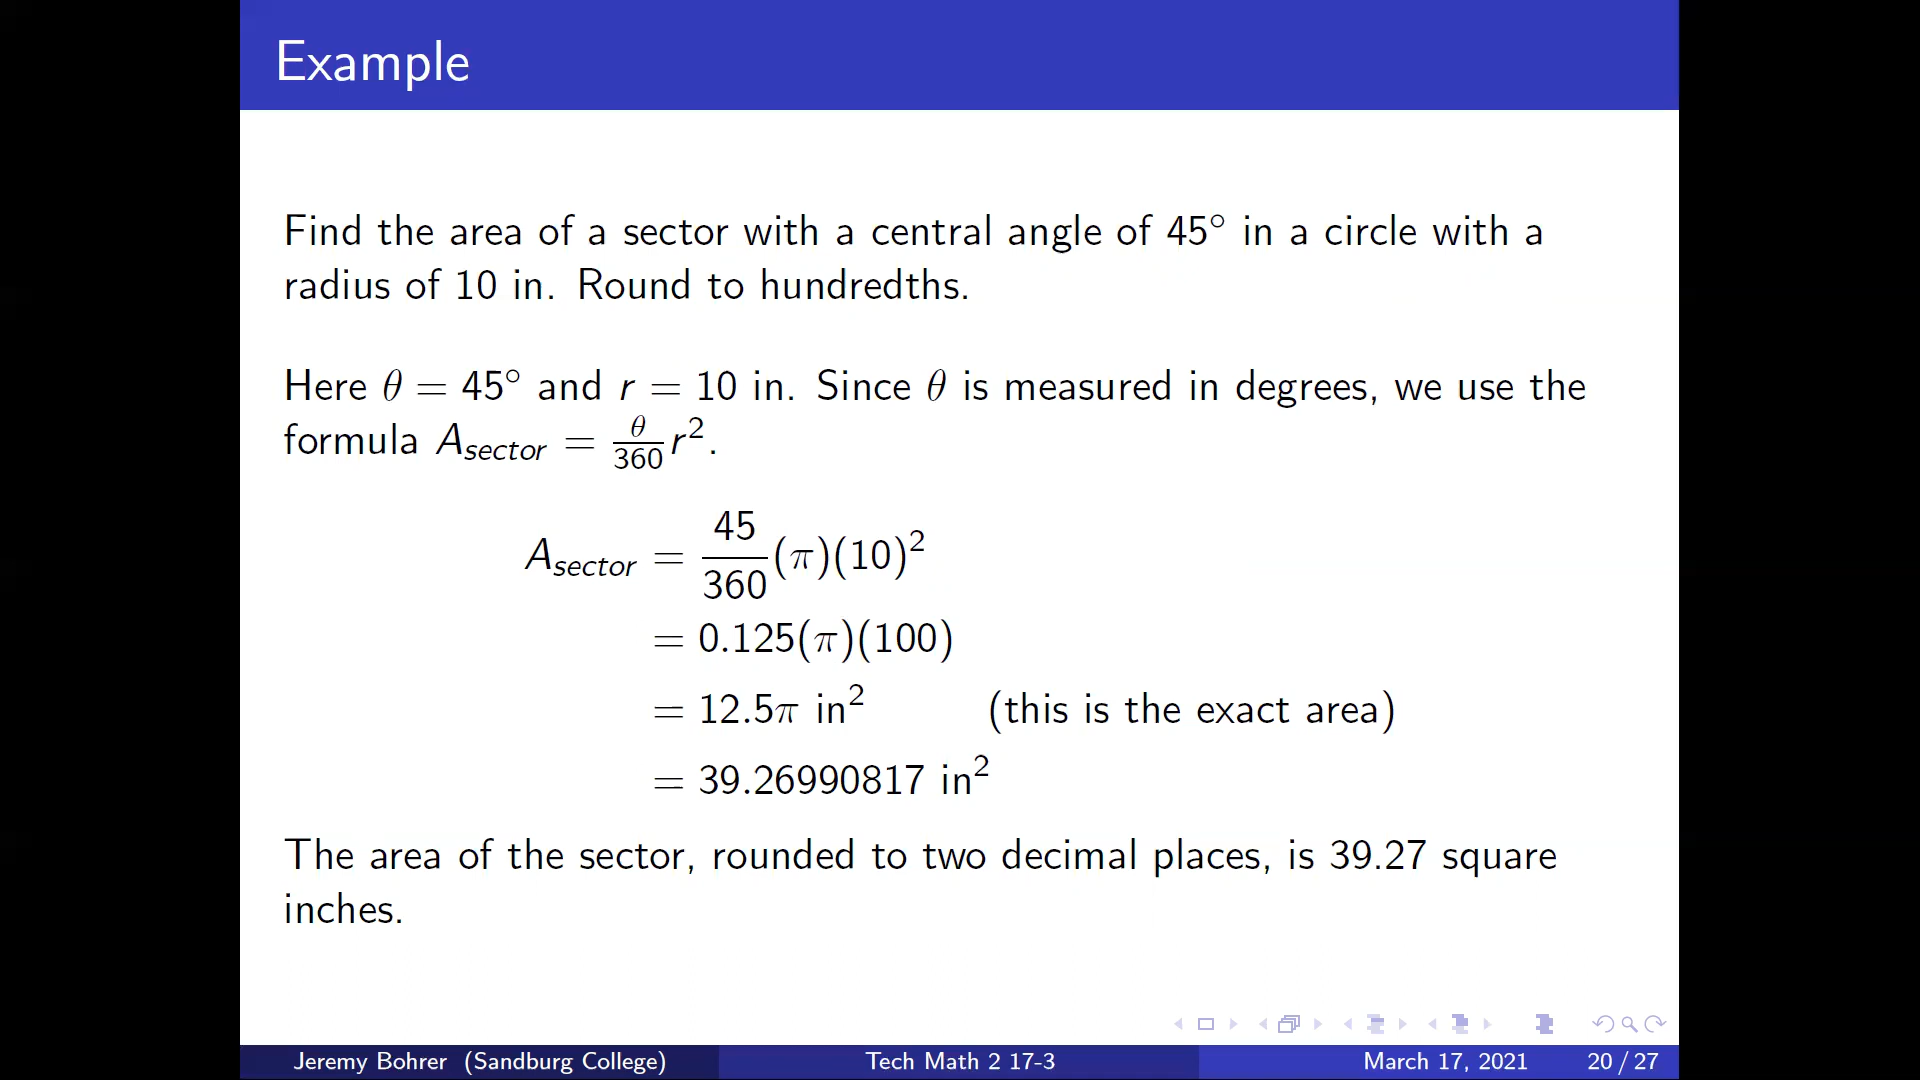 Example
Find the area of a sector with a central angle of 45° in a circle with a
radius of 10 in. Round to hundredths.
Here θ = 45° and r = 10 in. Since θ is measured in degrees, we use the
formula A_sector = θ/360 r².
A_sector = 45/360 (π)(10)²
= 0.125(π)(100)
= 12.5π in² (this is the exact area)
= 39.26990817 in²
The area of the sector, rounded to two decimal places, is 39.27 square
inches.
Jeremy Bohrer (Sandburg College) Tech Math 2 17-3 March 17, 2021 20 / 27